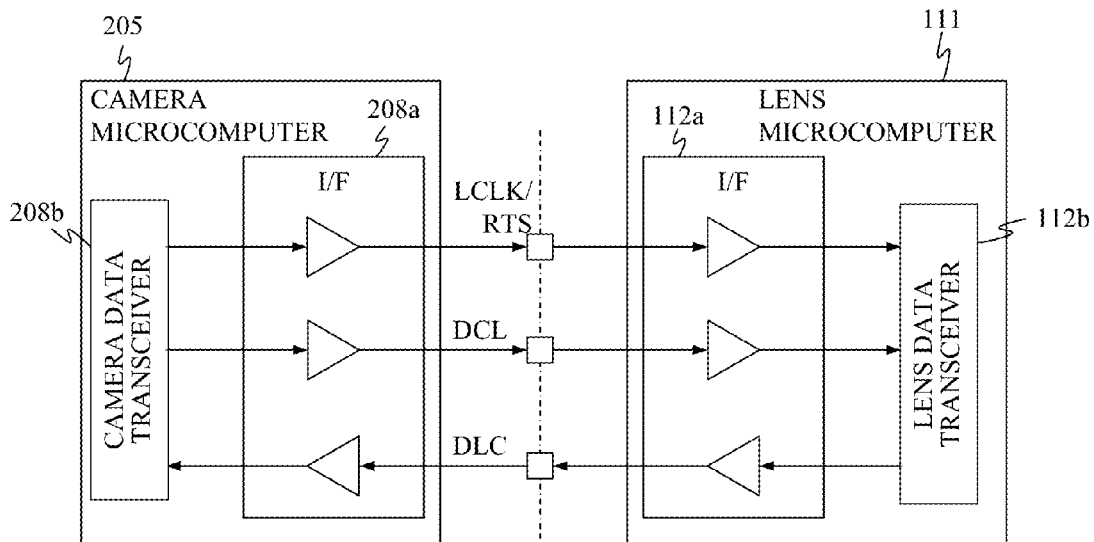 205
111
CAMERA
MICROCOMPUTER
LENS
MICROCOMPUTER
208a
112a
I/F
I/F
208b
112b
LCLK/
RTS
DCL
DLC
CAMERA DATA
TRANSCEIVER
LENS DATA
TRANSCEIVER